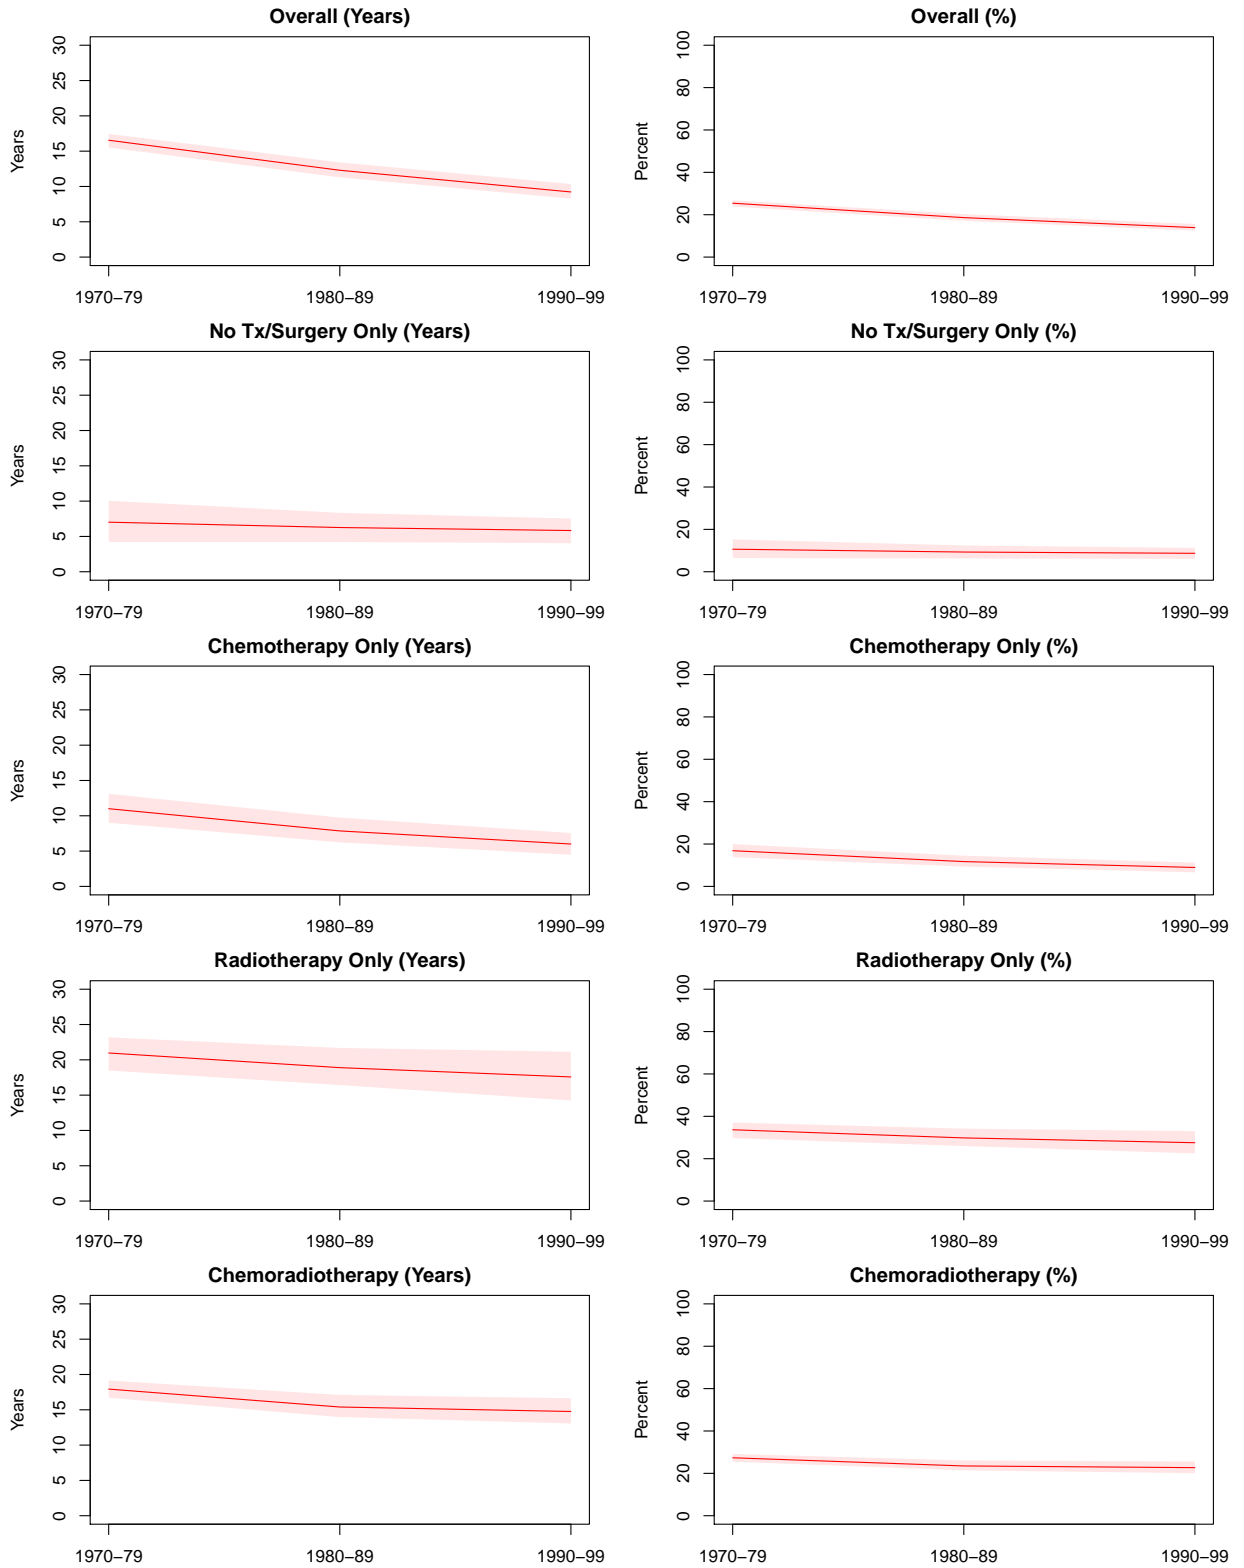 Overall (Years)
Years
30
25
20
15
10
5
0
1970–79 1980–89 1990–99
Overall (%)
Percent
100
80
60
40
20
0
1970–79 1980–89 1990–99
No Tx/Surgery Only (Years)
Years
30
25
20
15
10
5
0
1970–79 1980–89 1990–99
No Tx/Surgery Only (%)
Percent
100
80
60
40
20
0
1970–79 1980–89 1990–99
Chemotherapy Only (Years)
Years
30
25
20
15
10
5
0
1970–79 1980–89 1990–99
Chemotherapy Only (%)
Percent
100
80
60
40
20
0
1970–79 1980–89 1990–99
Radiotherapy Only (Years)
Years
30
25
20
15
10
5
0
1970–79 1980–89 1990–99
Radiotherapy Only (%)
Percent
100
80
60
40
20
0
1970–79 1980–89 1990–99
Chemoradiotherapy (Years)
Years
30
25
20
15
10
5
0
1970–79 1980–89 1990–99
Chemoradiotherapy (%)
Percent
100
80
60
40
20
0
1970–79 1980–89 1990–99